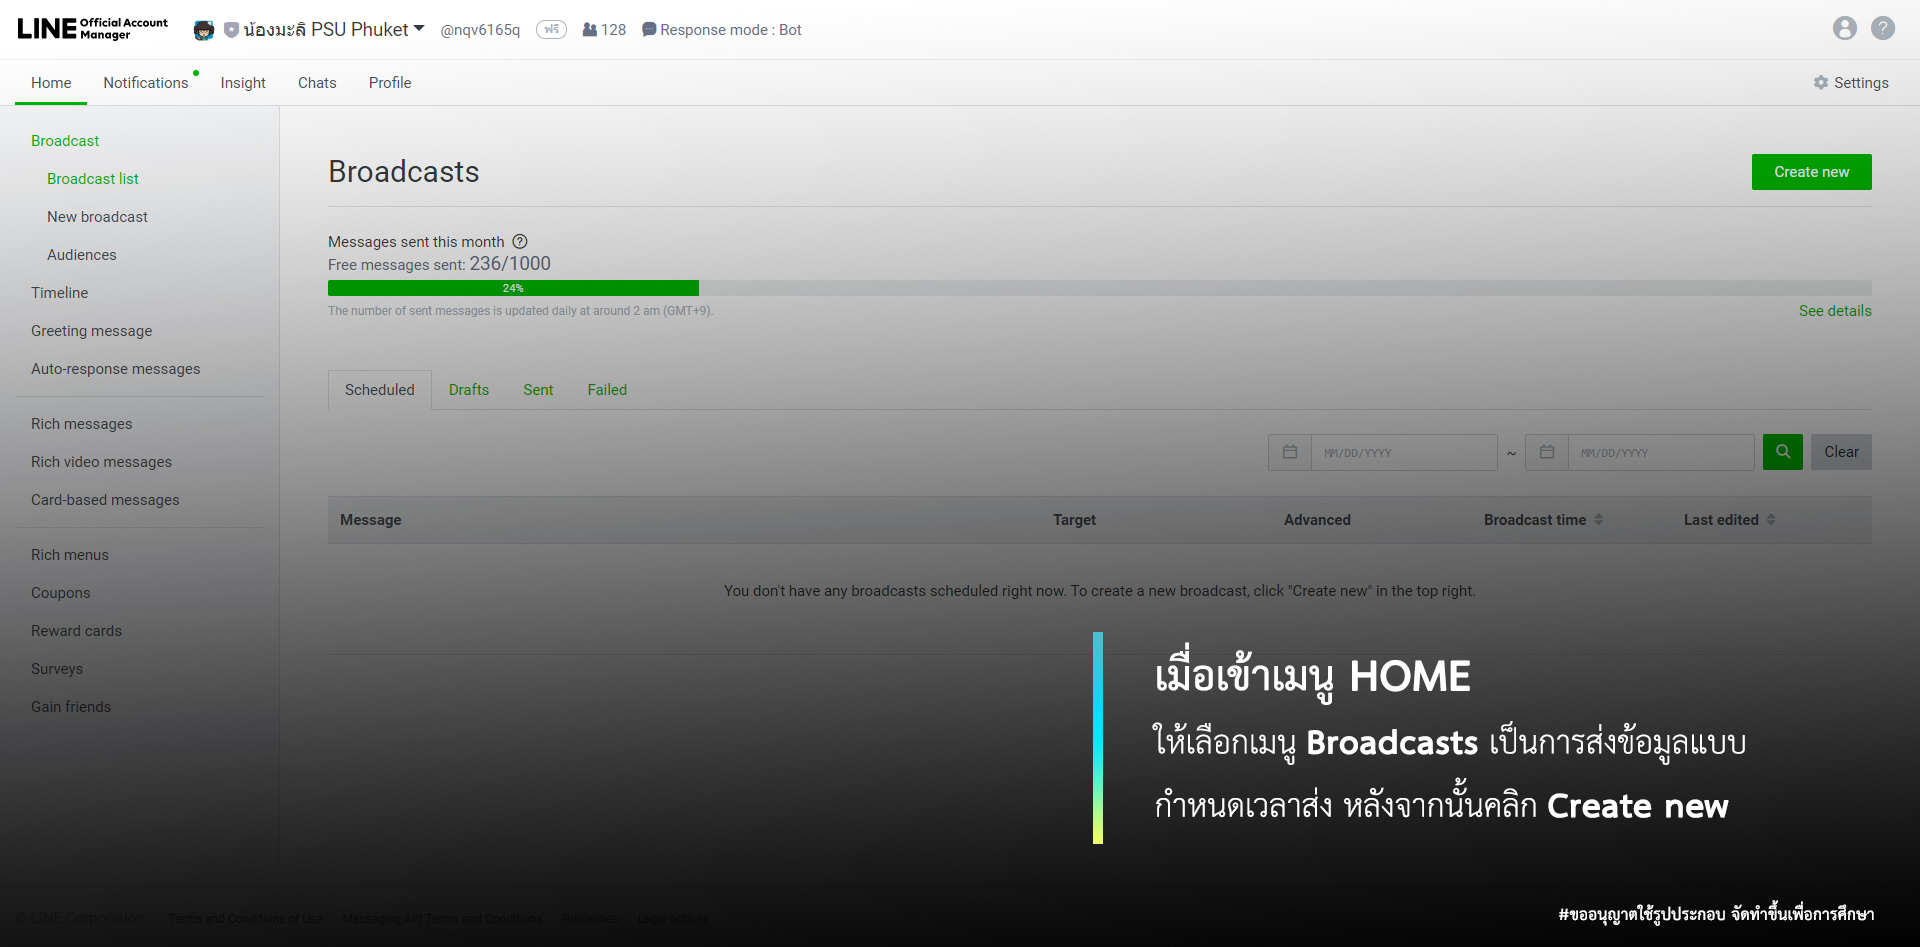 LINE Official Account Manager
น้องมะลิ PSU Phuket @nqv6165q ฟรี 128 Response mode : Bot
Home Notifications Insight Chats Profile Settings
Broadcast
Broadcast list
New broadcast
Audiences
Timeline
Greeting message
Auto-response messages
Rich messages
Rich video messages
Card-based messages
Rich menus
Coupons
Reward cards
Surveys
Gain friends
Broadcasts
Create new
Messages sent this month ?
Free messages sent: 236/1000
24%
The number of sent messages is updated daily at around 2 am (GMT+9).
See details
Scheduled Drafts Sent Failed
MM/DD/YYYY ~ MM/DD/YYYY Clear
Message Target Advanced Broadcast time Last edited
You don't have any broadcasts scheduled right now. To create a new broadcast, click "Create new" in the top right.
เมื่อเข้าเมนู HOME
ให้เลือกเมนู Broadcasts เป็นการส่งข้อมูลแบบ
กำหนดเวลาส่ง หลังจากนั้นคลิก Create new
© LINE Corporation Terms and Conditions of Use Messaging API Terms and Conditions Guidelines Legal notices
#ขออนุญาตใช้รูปประกอบ จัดทำขึ้นเพื่อการศึกษา